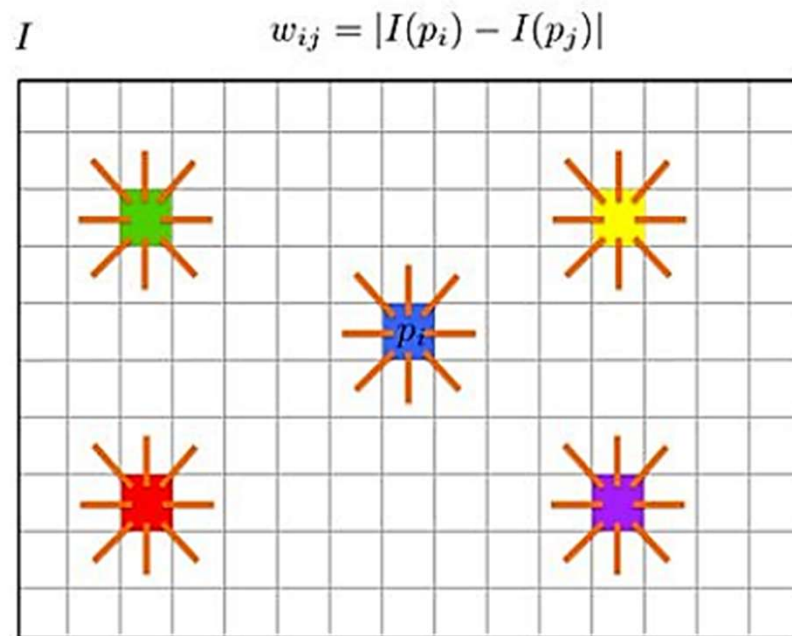 I w_{ij} = |I(p_i) − I(p_j)|
p_i